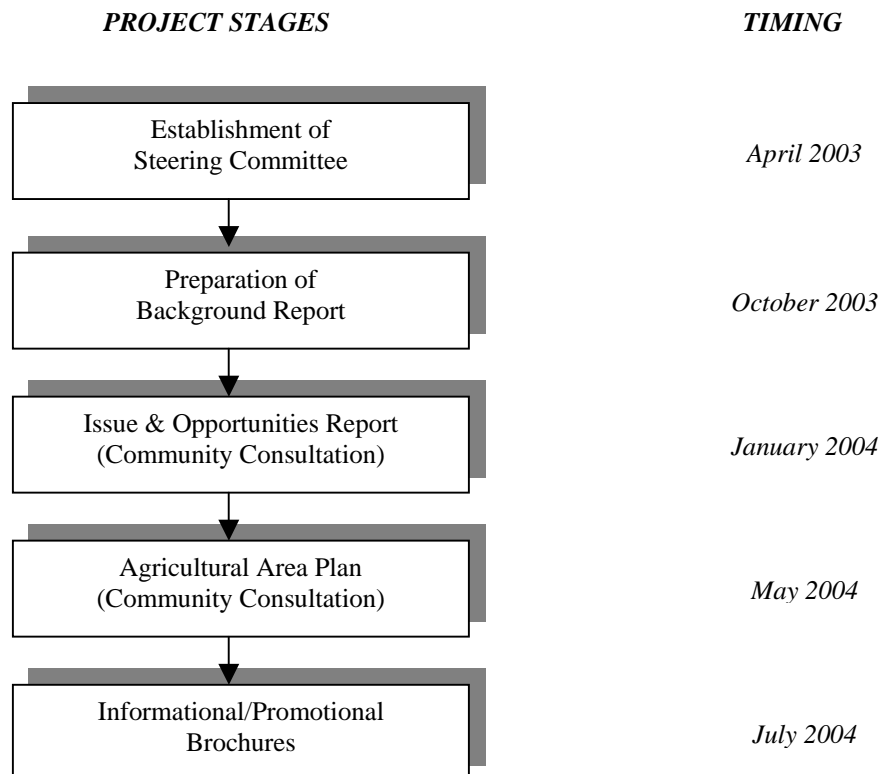 PROJECT STAGES TIMING
Establishment of
Steering Committee
April 2003
Preparation of
Background Report
October 2003
Issue & Opportunities Report
(Community Consultation)
January 2004
Agricultural Area Plan
(Community Consultation)
May 2004
Informational/Promotional
Brochures
July 2004